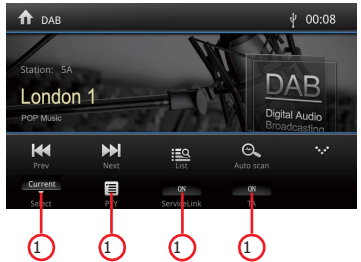 DAB 00:08
Station: 5A
London 1
POP Music
DAB
Digital Audio
Broadcasting
Prev Next List Auto scan
Current ON ON
Select PTY ServiceLink TA
1 1 1 1